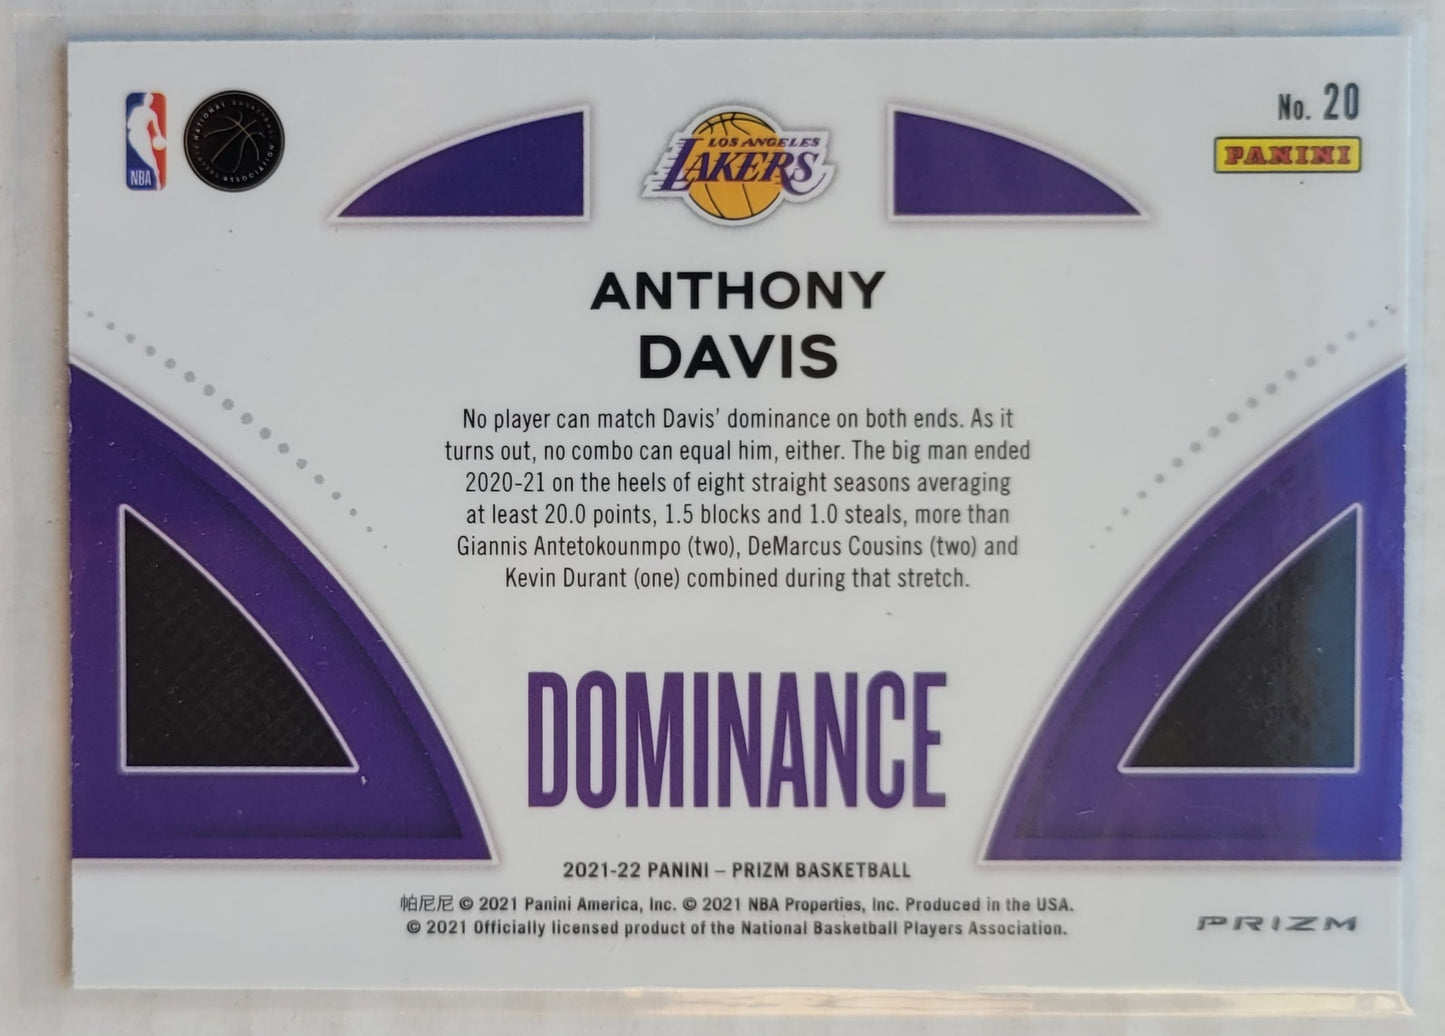 No. 20
NBA
NATIONAL BASKETBALL
PLAYERS ASSOCIATION
LOS ANGELES
LAKERS
PANINI
ANTHONY
DAVIS
No player can match Davis’ dominance on both ends. As it
turns out, no combo can equal him, either. The big man ended
2020-21 on the heels of eight straight seasons averaging
at least 20.0 points, 1.5 blocks and 1.0 steals, more than
Giannis Antetokounmpo (two), DeMarcus Cousins (two) and
Kevin Durant (one) combined during that stretch.
DOMINANCE
2021-22 PANINI – PRIZM BASKETBALL
帕尼尼 © 2021 Panini America, Inc. © 2021 NBA Properties, Inc. Produced in the USA.
© 2021 Officially licensed product of the National Basketball Players Association.
PRIZM